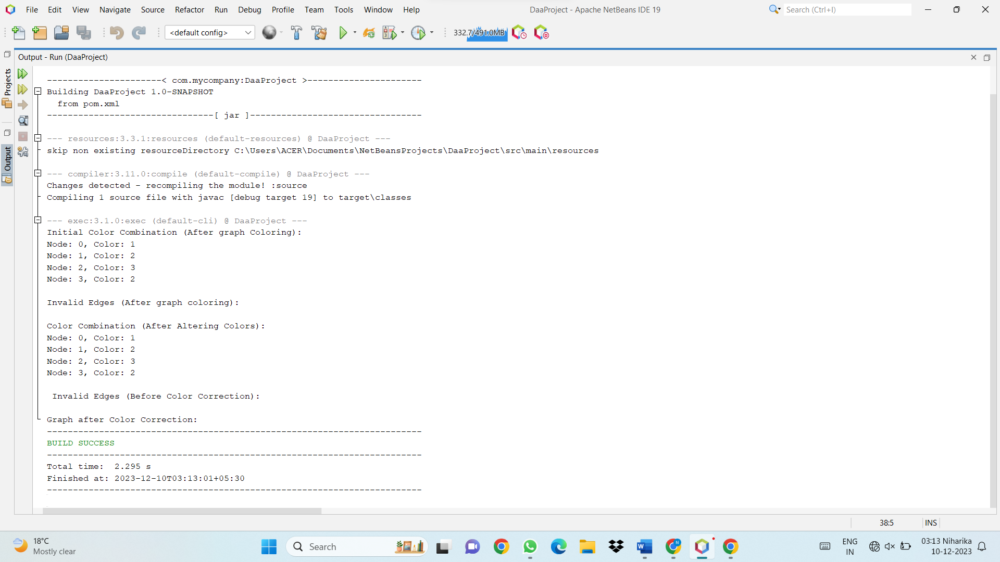 File Edit View Navigate Source Refactor Run Debug Profile Team Tools Window Help
DaaProject - Apache NetBeans IDE 19
Search (Ctrl+I)
<default config>
332.7/491.0MB
Projects
Output
Output - Run (DaaProject)
----------------------< com.mycompany:DaaProject >----------------------
Building DaaProject 1.0-SNAPSHOT
  from pom.xml
--------------------------------[ jar ]---------------------------------
--- resources:3.3.1:resources (default-resources) @ DaaProject ---
skip non existing resourceDirectory C:\Users\ACER\Documents\NetBeansProjects\DaaProject\src\main\resources
--- compiler:3.11.0:compile (default-compile) @ DaaProject ---
Changes detected - recompiling the module! :source
Compiling 1 source file with javac [debug target 19] to target\classes
--- exec:3.1.0:exec (default-cli) @ DaaProject ---
Initial Color Combination (After graph Coloring):
Node: 0, Color: 1
Node: 1, Color: 2
Node: 2, Color: 3
Node: 3, Color: 2
Invalid Edges (After graph coloring):
Color Combination (After Altering Colors):
Node: 0, Color: 1
Node: 1, Color: 2
Node: 2, Color: 3
Node: 3, Color: 2
 Invalid Edges (Before Color Correction):
Graph after Color Correction:
------------------------------------------------------------------------
BUILD SUCCESS
------------------------------------------------------------------------
Total time:  2.295 s
Finished at: 2023-12-10T03:13:01+05:30
------------------------------------------------------------------------
38:5
INS
18°C
Mostly clear
Search
ENG
IN
03:13 Niharika
10-12-2023